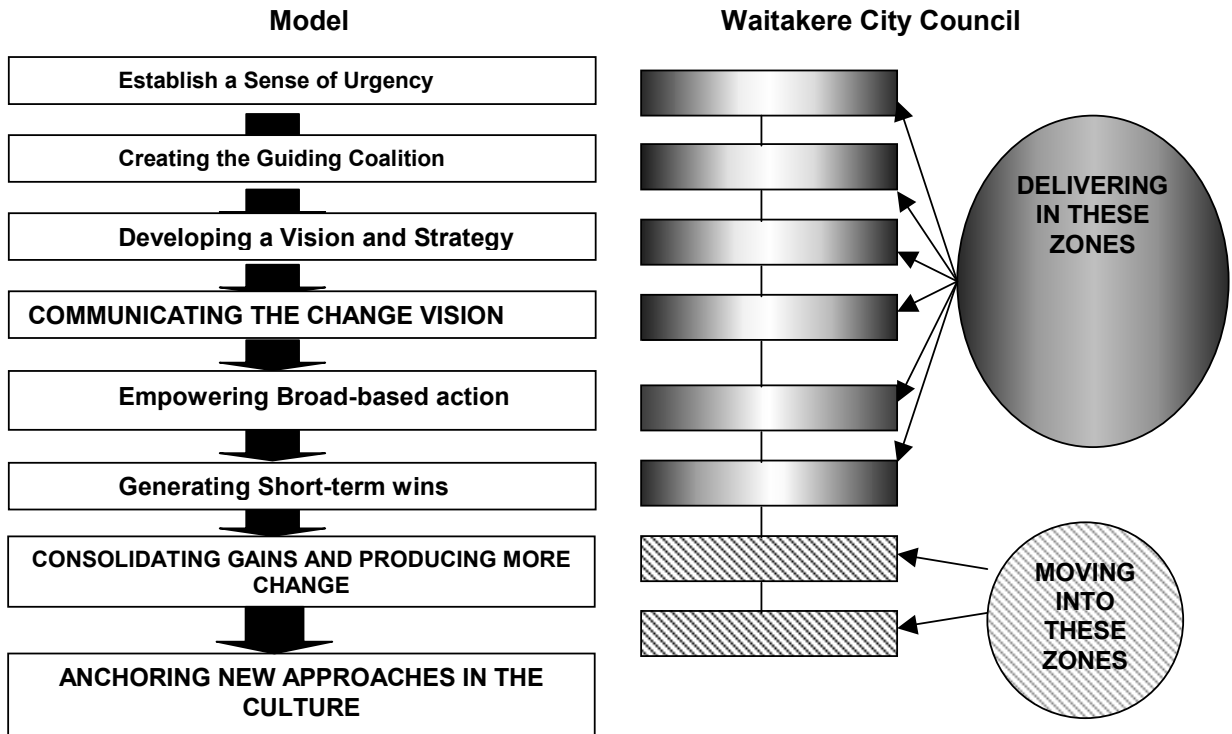 Model
Waitakere City Council
Establish a Sense of Urgency
Creating the Guiding Coalition
Developing a Vision and Strategy
COMMUNICATING THE CHANGE VISION
Empowering Broad-based action
Generating Short-term wins
CONSOLIDATING GAINS AND PRODUCING MORE
CHANGE
ANCHORING NEW APPROACHES IN THE
CULTURE
DELIVERING
IN THESE
ZONES
MOVING
INTO
THESE
ZONES